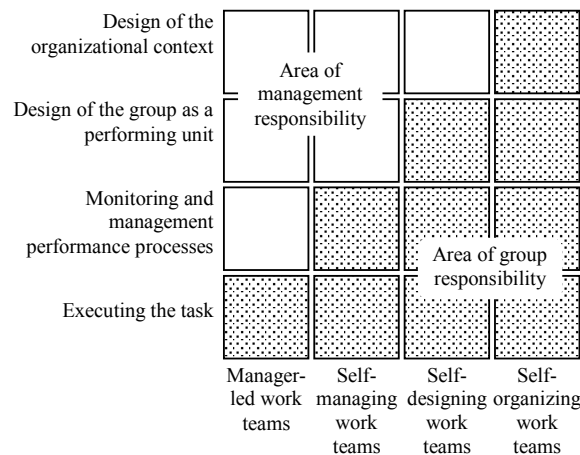 Design of the
organizational context
Area of
management
responsibility
Design of the group as a
performing unit
Monitoring and
management
performance processes
Area of group
responsibility
Executing the task
Manager-
led work
teams
Self-
managing
work
teams
Self-
designing
work
teams
Self-
organizing
work
teams